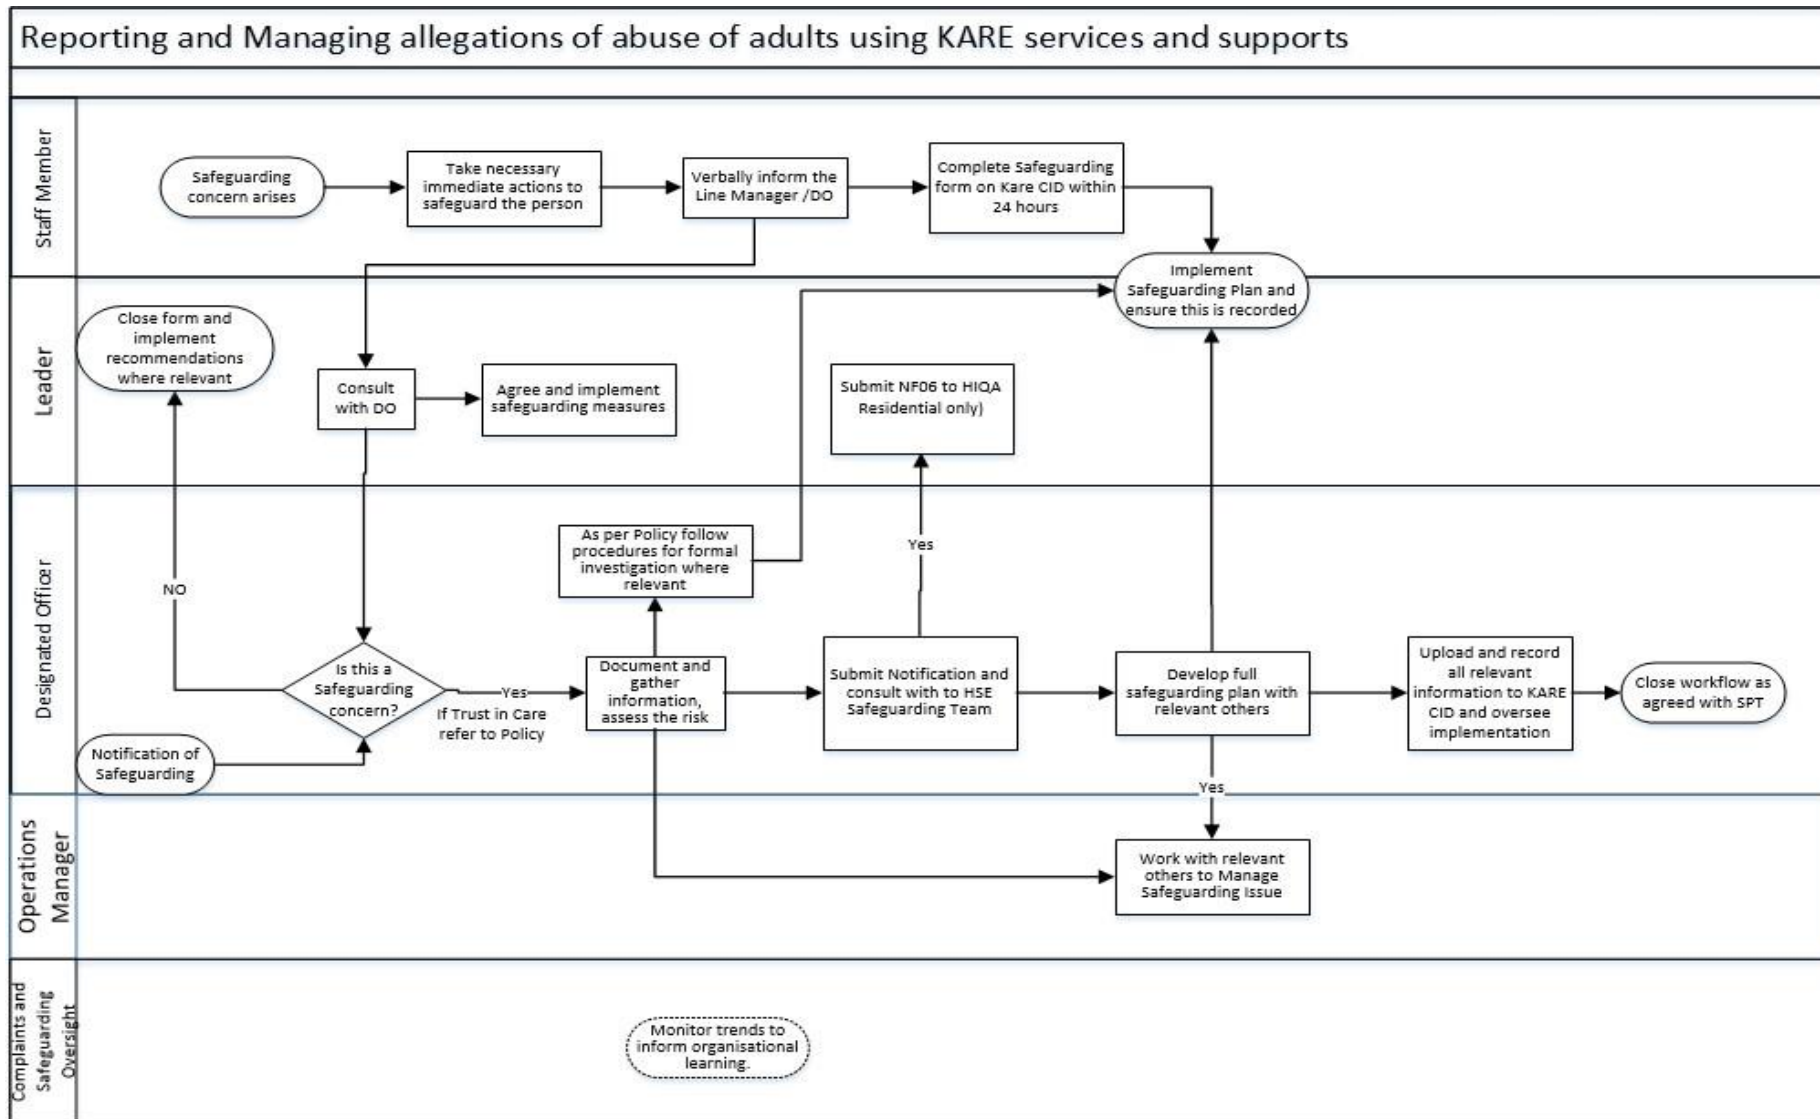 Reporting and Managing allegations of abuse of adults using KARE services and supports
Staff Member
Safeguarding
concern arises
Take necessary
immediate actions to
safeguard the person
Verbally inform the
Line Manager /DO
Complete Safeguarding
form on Kare CID within
24 hours
Implement
Safeguarding Plan and
ensure this is recorded
Leader
Close form and
implement
recommendations
where relevant
Consult
with DO
Agree and implement
safeguarding measures
Submit NF06 to HIQA
Residential only)
Designated Officer
NO
As per Policy follow
procedures for formal
investigation where
relevant
Yes
Is this a
Safeguarding
concern?
Yes
If Trust in Care
refer to Policy
Document and
gather
information,
assess the risk
Submit Notification and
consult with to HSE
Safeguarding Team
Develop full
safeguarding plan with
relevant others
Upload and record
all relevant
information to KARE
CID and oversee
implementation
Close workflow as
agreed with SPT
Notification of
Safeguarding
Yes
Operations
Manager
Work with relevant
others to Manage
Safeguarding Issue
Complaints and
Safeguarding
Oversight
Monitor trends to
inform organisational
learning.